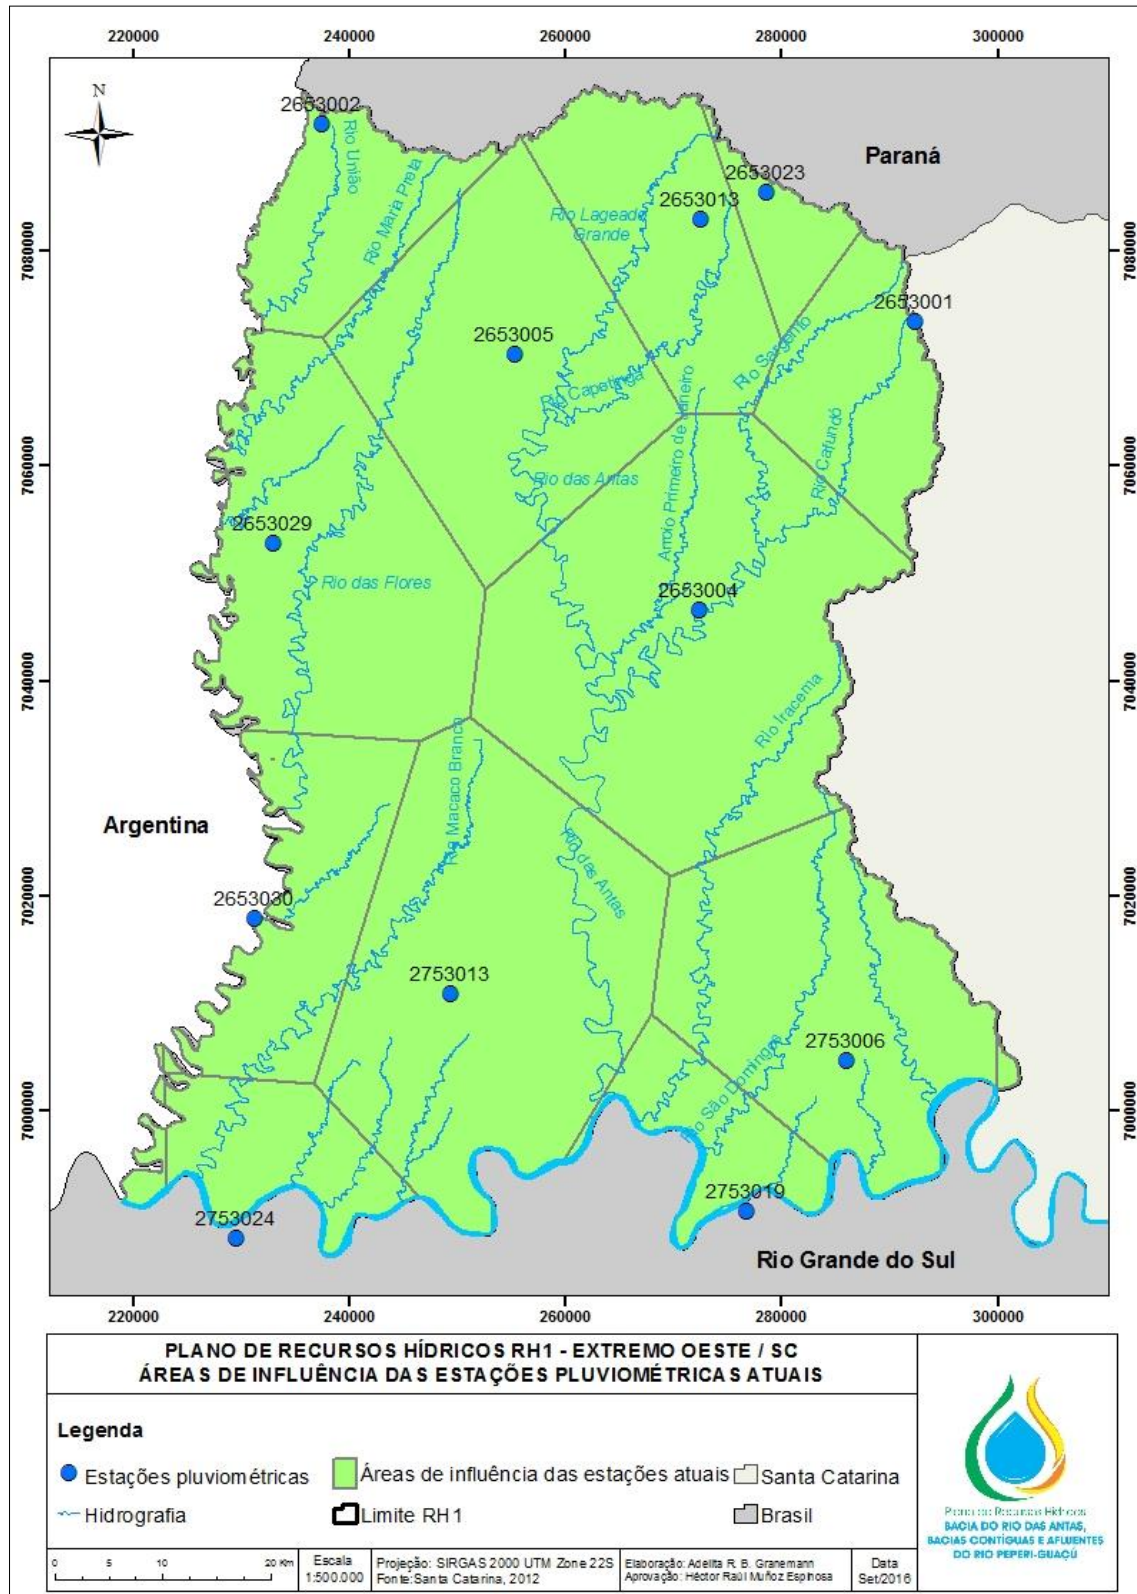 220000 240000 260000 280000 300000
N
2653002
Paraná
Rio União
Rio Maria Preta
2653023
2653013
Rio Lageado
Grande
7080000 7080000
2653001
2653005
Rio Sargento
Rio Capetinga
Arroio Primeiro de Janeiro
Rio Cafundó
7060000 7060000
Rio das Antas
2653029
Rio das Flores
2653004
7040000 7040000
Rio Iracema
Rio Macaco Branco
Argentina
Rio das Antas
7020000 7020000
2653030
2753013
2753006
Rio São Domingos
7000000 7000000
2753019
2753024
Rio Grande do Sul
220000 240000 260000 280000 300000
PLANO DE RECURSOS HÍDRICOS RH1 - EXTREMO OESTE / SC
ÁREAS DE INFLUÊNCIA DAS ESTAÇÕES PLUVIOMÉTRICAS ATUAIS
Legenda
Estações pluviométricas Áreas de influência das estações atuais Santa Catarina
Hidrografia Limite RH1 Brasil
Plano de Recursos Hídricos
BACIA DO RIO DAS ANTAS,
BACIAS CONTÍGUAS E AFLUENTES
DO RIO PEPERI-GUAÇÚ
0 5 10 20 Km
Escala
1:500.000
Projeção: SIRGAS 2000 UTM Zone 22S
Fonte:Santa Catarina, 2012
Elaboração: Adelita R. B. Granemann
Aprovação: Héctor Raúl Muñoz Espinosa
Data
Set/2016